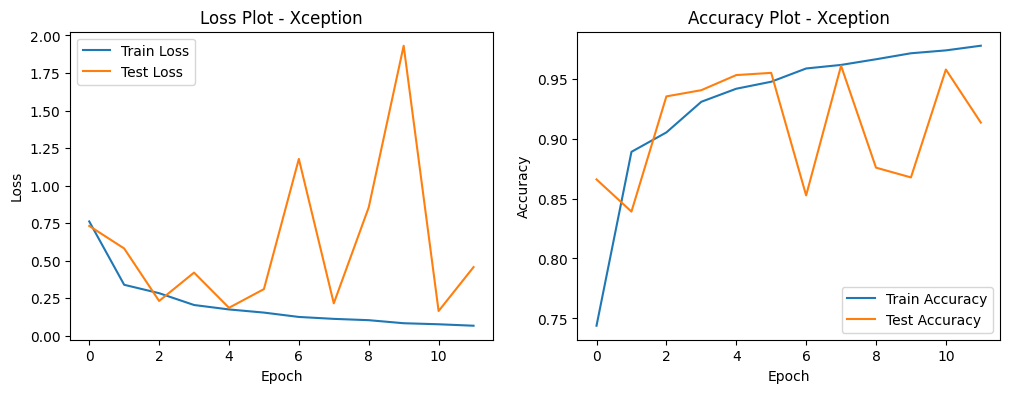 Loss Plot - Xception
Train Loss
Test Loss
2.00
1.75
1.50
1.25
1.00
0.75
0.50
0.25
0.00
Loss
0 2 4 6 8 10
Epoch
Accuracy Plot - Xception
0.95
0.90
0.85
0.80
0.75
Accuracy
Train Accuracy
Test Accuracy
0 2 4 6 8 10
Epoch